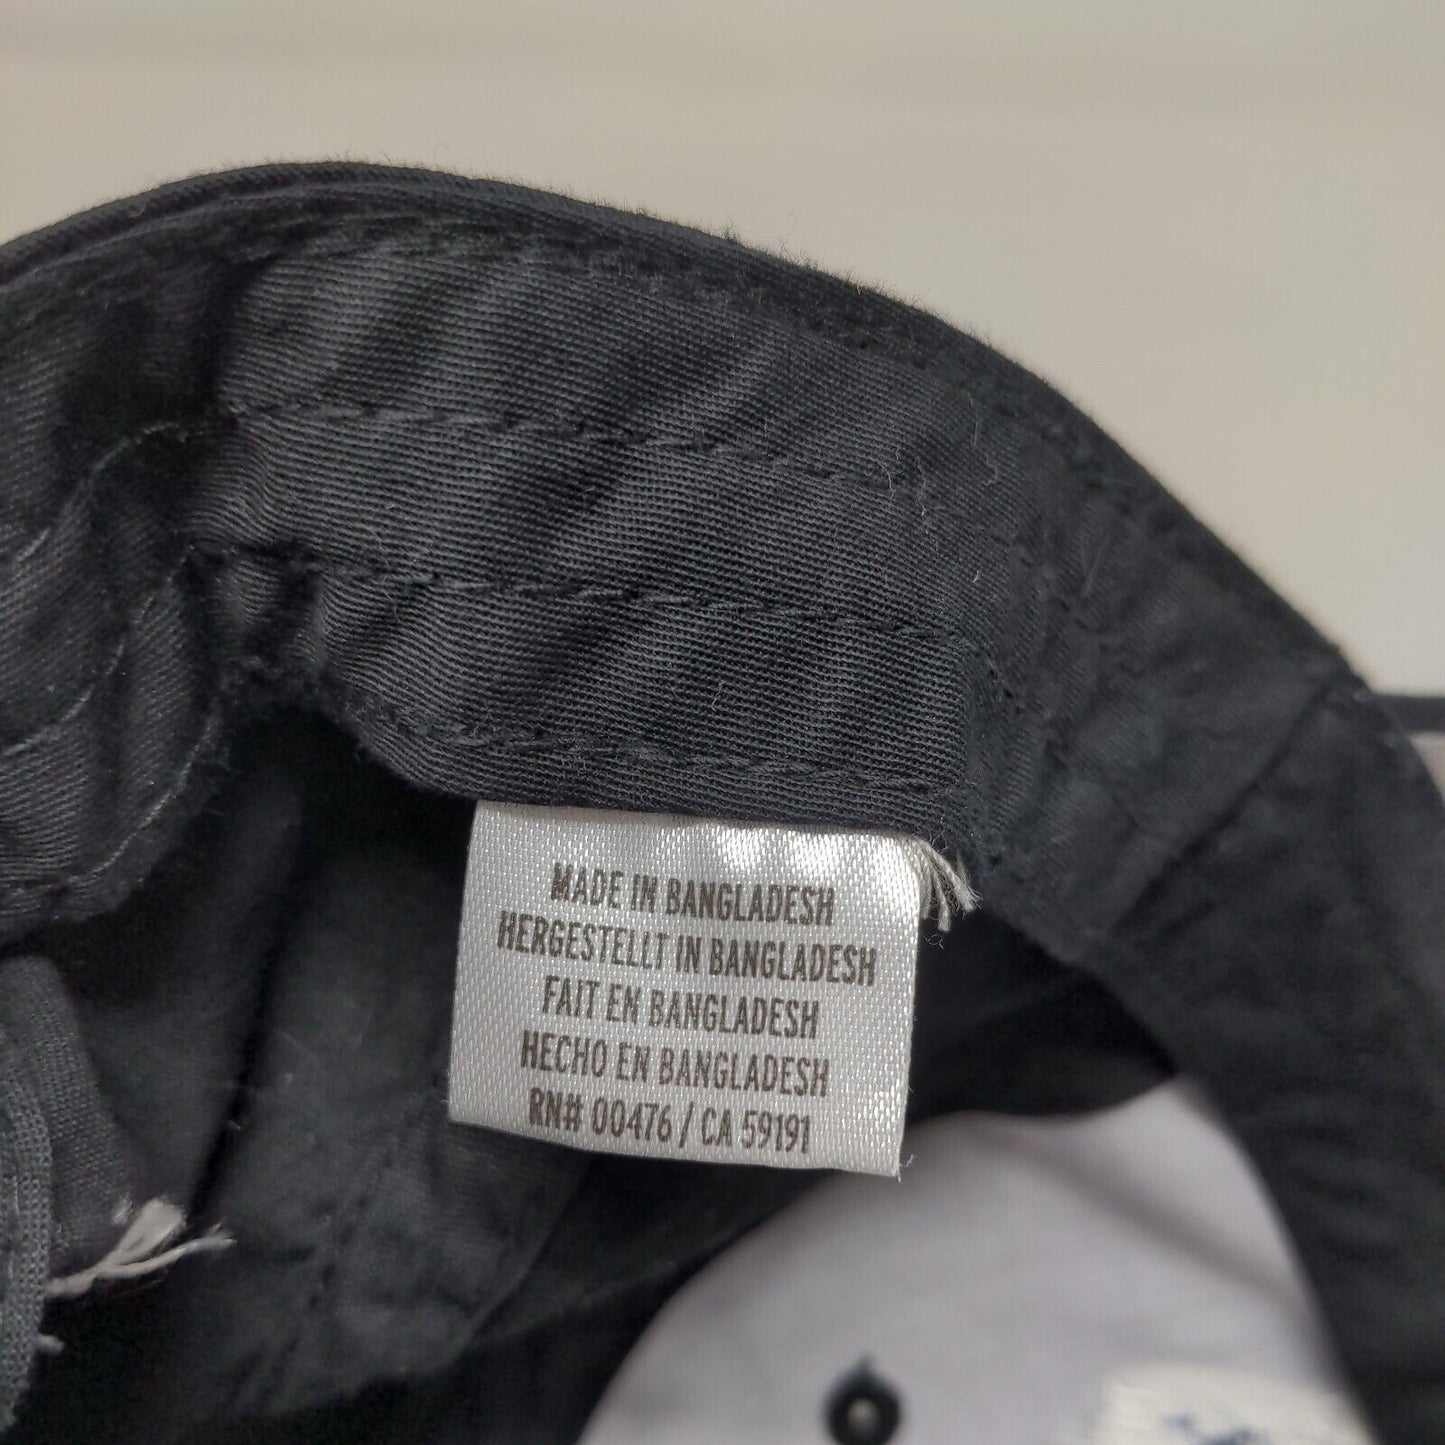 MADE IN BANGLADESH
HERGESTELLT IN BANGLADESH
FAIT EN BANGLADESH
HECHO EN BANGLADESH
RN# 00476 / CA 59191